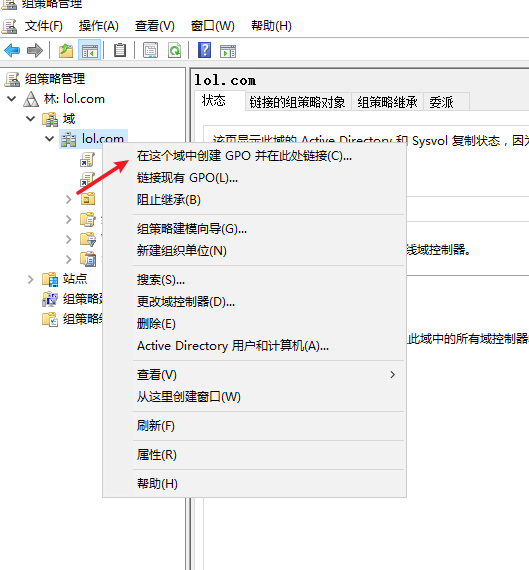 组策略管理
文件(F) 操作(A) 查看(V) 窗口(W) 帮助(H)
组策略管理
林: lol.com
域
lol.com
站点
组策略建
组策略结
lol.com
状态 链接的组策略对象 组策略继承 委派
该页显示此域的 Active Directory 和 Sysvol 复制状态，因为
线域控制器。
此域中的所有域控制器
在这个域中创建 GPO 并在此处链接(C)...
链接现有 GPO(L)...
阻止继承(B)
组策略建模向导(G)...
新建组织单位(N)
搜索(S)...
更改域控制器(D)...
删除(E)
Active Directory 用户和计算机(A)...
查看(V)
从这里创建窗口(W)
刷新(F)
属性(R)
帮助(H)